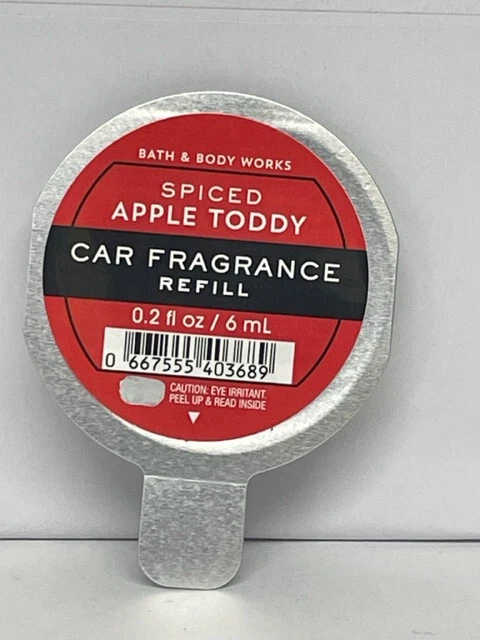 BATH & BODY WORKS
SPICED
APPLE TODDY
CAR FRAGRANCE
REFILL
0.2 fl oz / 6 mL
0 667555 403689
CAUTION: EYE IRRITANT.
PEEL UP & READ INSIDE